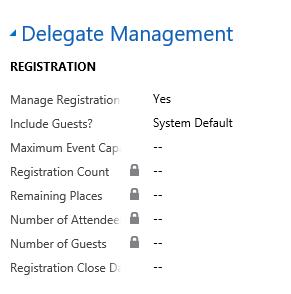 Delegate Management
REGISTRATION
Manage Registration Yes
Include Guests? System Default
Maximum Event Cap --
Registration Count --
Remaining Places --
Number of Attendee --
Number of Guests --
Registration Close Da --